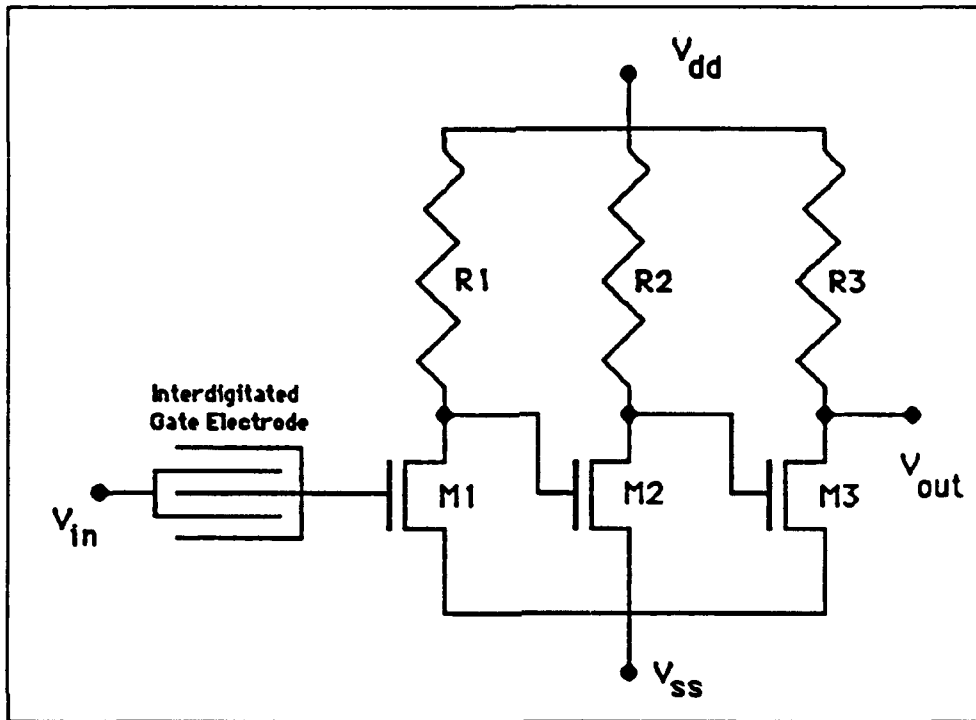 Vdd
R1
R2
R3
Interdigitated
Gate Electrode
M1
M2
M3
Vin
Vout
Vss